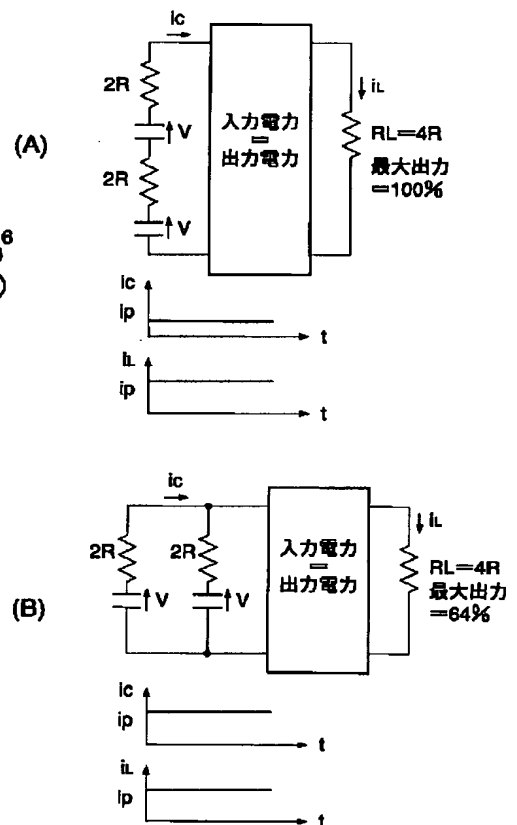 (A)
ic
2R
V
2R
V
入力電力
=
出力電力
iL
RL=4R
最大出力
=100%
6
)
ic
ip
t
iL
ip
t
(B)
ic
2R
V
2R
V
入力電力
=
出力電力
iL
RL=4R
最大出力
=64%
ic
ip
t
iL
ip
t